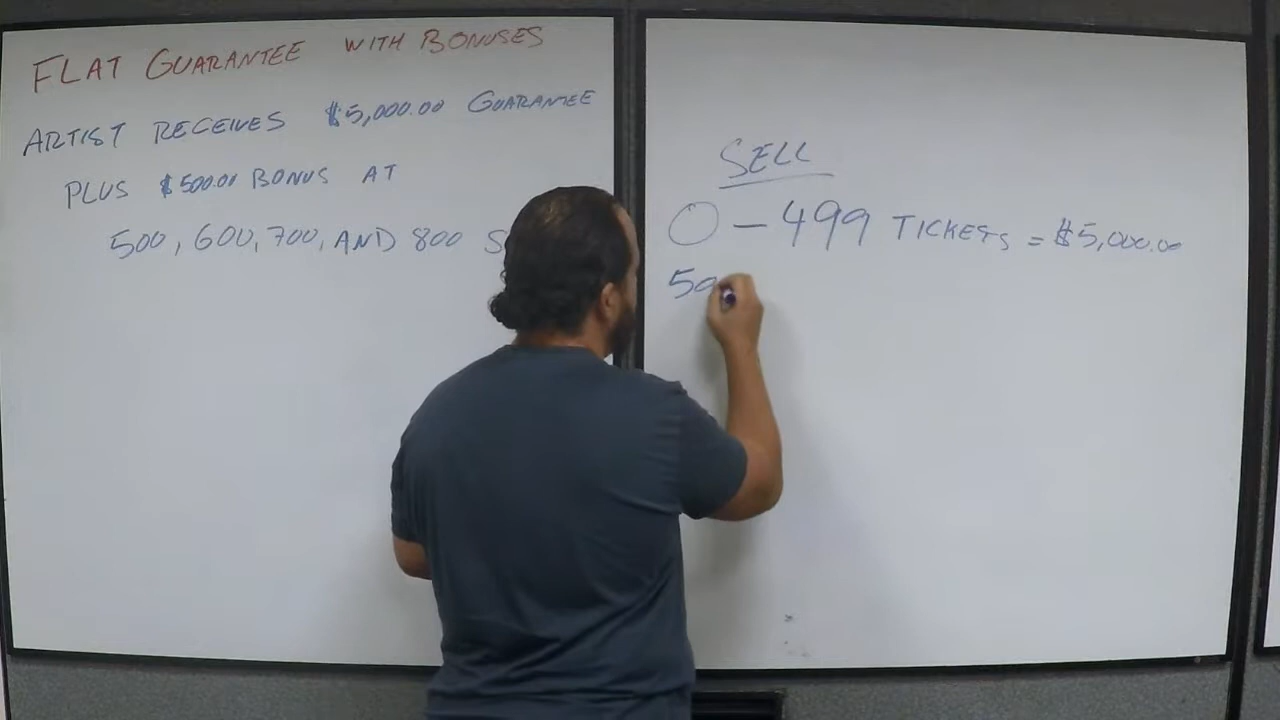 FLAT GUARANTEE WITH BONUSES
ARTIST RECEIVES $5,000.00 GUARANTEE
PLUS $500.00 BONUS AT
500, 600, 700, AND 800
SELL
0 – 499 TICKETS = $5,000.00